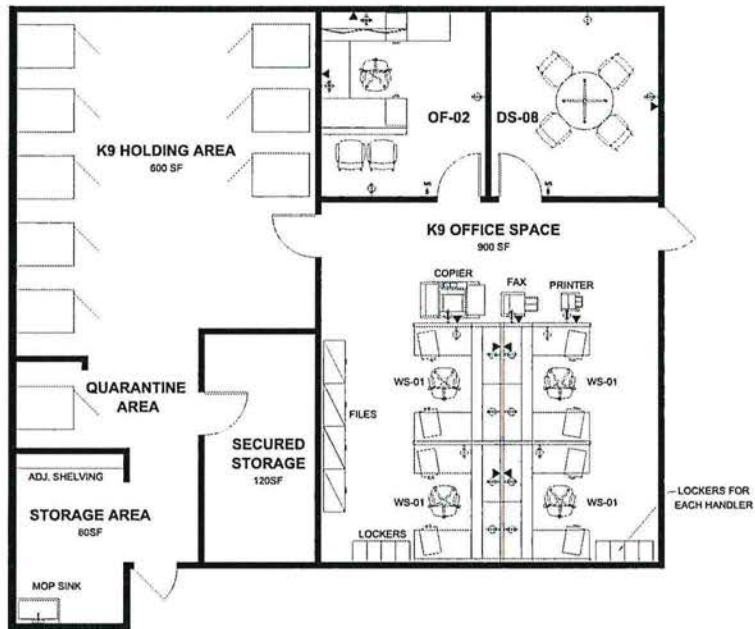 OF-02
DS-08
K9 HOLDING AREA
600 SF
K9 OFFICE SPACE
900 SF
COPIER
FAX
PRINTER
WS-01
WS-01
QUARANTINE
AREA
FILES
SECURED
STORAGE
120SF
ADJ. SHELVING
STORAGE AREA
80SF
WS-01
WS-01
LOCKERS FOR
EACH HANDLER
LOCKERS
MOP SINK